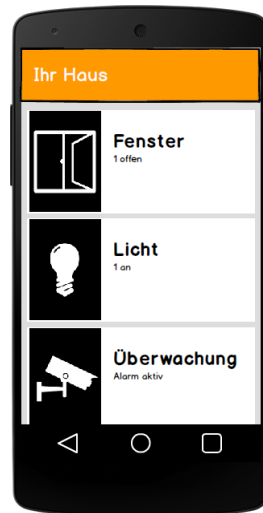 Ihr Haus
Fenster
1 offen
Licht
1 an
Überwachung
Alarm aktiv